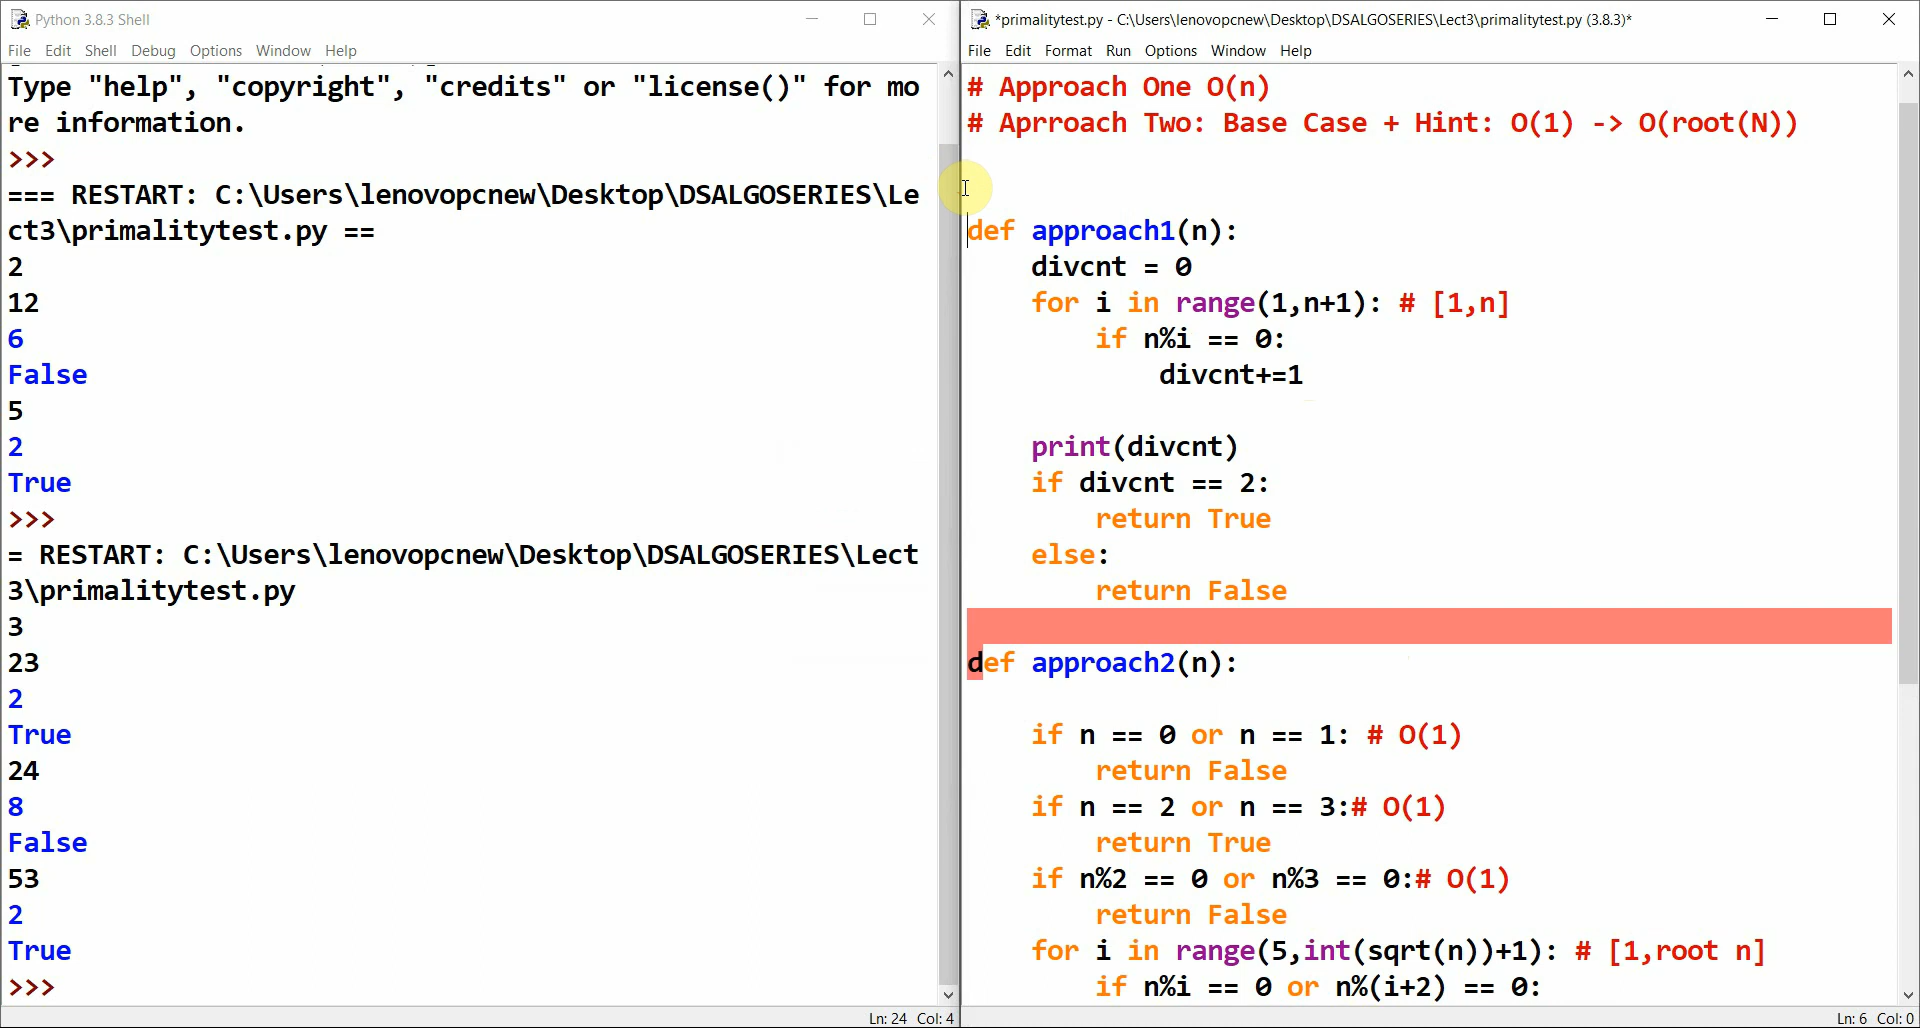 Python 3.8.3 Shell
File Edit Shell Debug Options Window Help
Type "help", "copyright", "credits" or "license()" for mo
re information.
>>>
=== RESTART: C:\Users\lenovopcnew\Desktop\DSALGOSERIES\Le
ct3\primalitytest.py ==
2
12
6
False
5
2
True
>>>
= RESTART: C:\Users\lenovopcnew\Desktop\DSALGOSERIES\Lect
3\primalitytest.py
3
23
2
True
24
8
False
53
2
True
>>>
Ln: 24 Col: 4
*primalitytest.py - C:\Users\lenovopcnew\Desktop\DSALGOSERIES\Lect3\primalitytest.py (3.8.3)*
File Edit Format Run Options Window Help
# Approach One O(n)
# Aprroach Two: Base Case + Hint: O(1) -> O(root(N))
def approach1(n):
    divcnt = 0
    for i in range(1,n+1): # [1,n]
        if n%i == 0:
            divcnt+=1
    print(divcnt)
    if divcnt == 2:
        return True
    else:
        return False
def approach2(n):
    if n == 0 or n == 1: # O(1)
        return False
    if n == 2 or n == 3:# O(1)
        return True
    if n%2 == 0 or n%3 == 0:# O(1)
        return False
    for i in range(5,int(sqrt(n))+1): # [1,root n]
        if n%i == 0 or n%(i+2) == 0:
Ln: 6 Col: 0